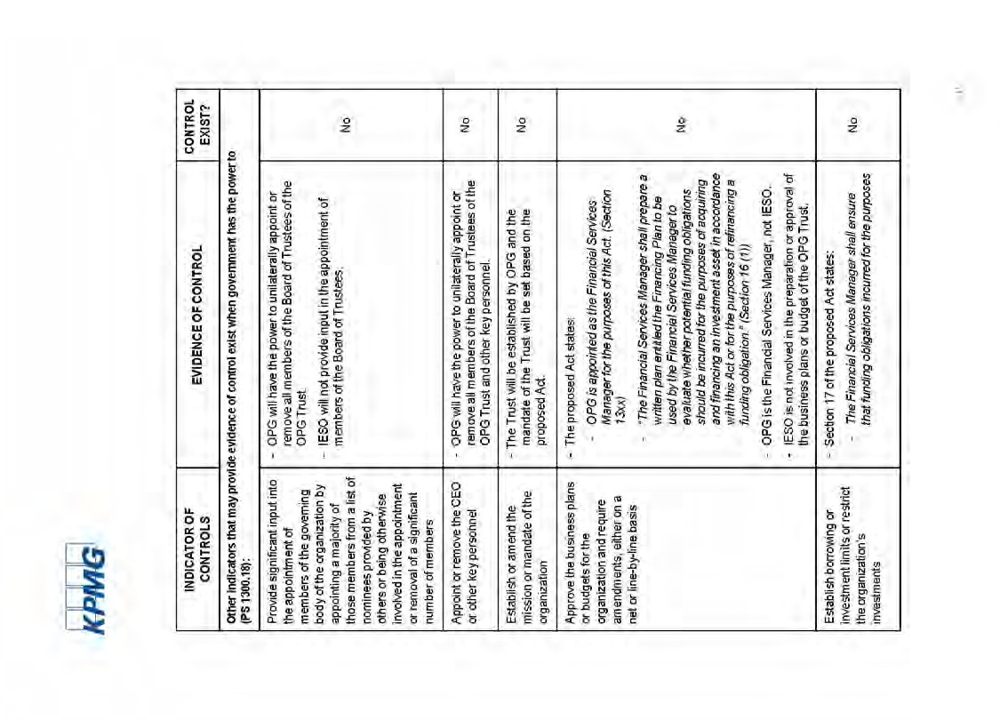 KPMG
INDICATOR OF
CONTROLS
EVIDENCE OF CONTROL
CONTROL
EXIST?
Other indicators that may provide evidence of control exist when government has the power to
(PS 1300.18):
Provide significant input into
the appointment of
members of the governing
body of the organization by
appointing a majority of
those members from a list of
nominees provided by
others or being otherwise
involved in the appointment
or removal of a significant
number of members
- OPG will have the power to unilaterally appoint or
remove all members of the Board of Trustees of the
OPG Trust.
- IESO will not provide input in the appointment of
members of the Board of Trustees.
No
Appoint or remove the CEO
or other key personnel
- OPG will have the power to unilaterally appoint or
remove all members of the Board of Trustees of the
OPG Trust and other key personnel.
No
Establish or amend the
mission or mandate of the
organization
- The Trust will be established by OPG and the
mandate of the Trust will be set based on the
proposed Act.
No
Approve the business plans
or budgets for the
organization and require
amendments, either on a
net or line-by-line basis
- The proposed Act states:
- OPG is appointed as the Financial Services
Manager for the purposes of this Act. (Section
13xx)
- "The Financial Services Manager shall prepare a
written plan entitled the Financing Plan to be
used by the Financial Services Manager to
evaluate whether potential funding obligations
should be incurred for the purposes of acquiring
and financing an investment asset in accordance
with this Act or for the purposes of refinancing a
funding obligation." (Section 16 (1))
- OPG is the Financial Services Manager, not IESO.
- IESO is not involved in the preparation or approval of
the business plans or budget of the OPG Trust.
No
Establish borrowing or
investment limits or restrict
the organization's
investments
- Section 17 of the proposed Act states:
- The Financial Services Manager shall ensure
that funding obligations incurred for the purposes
No